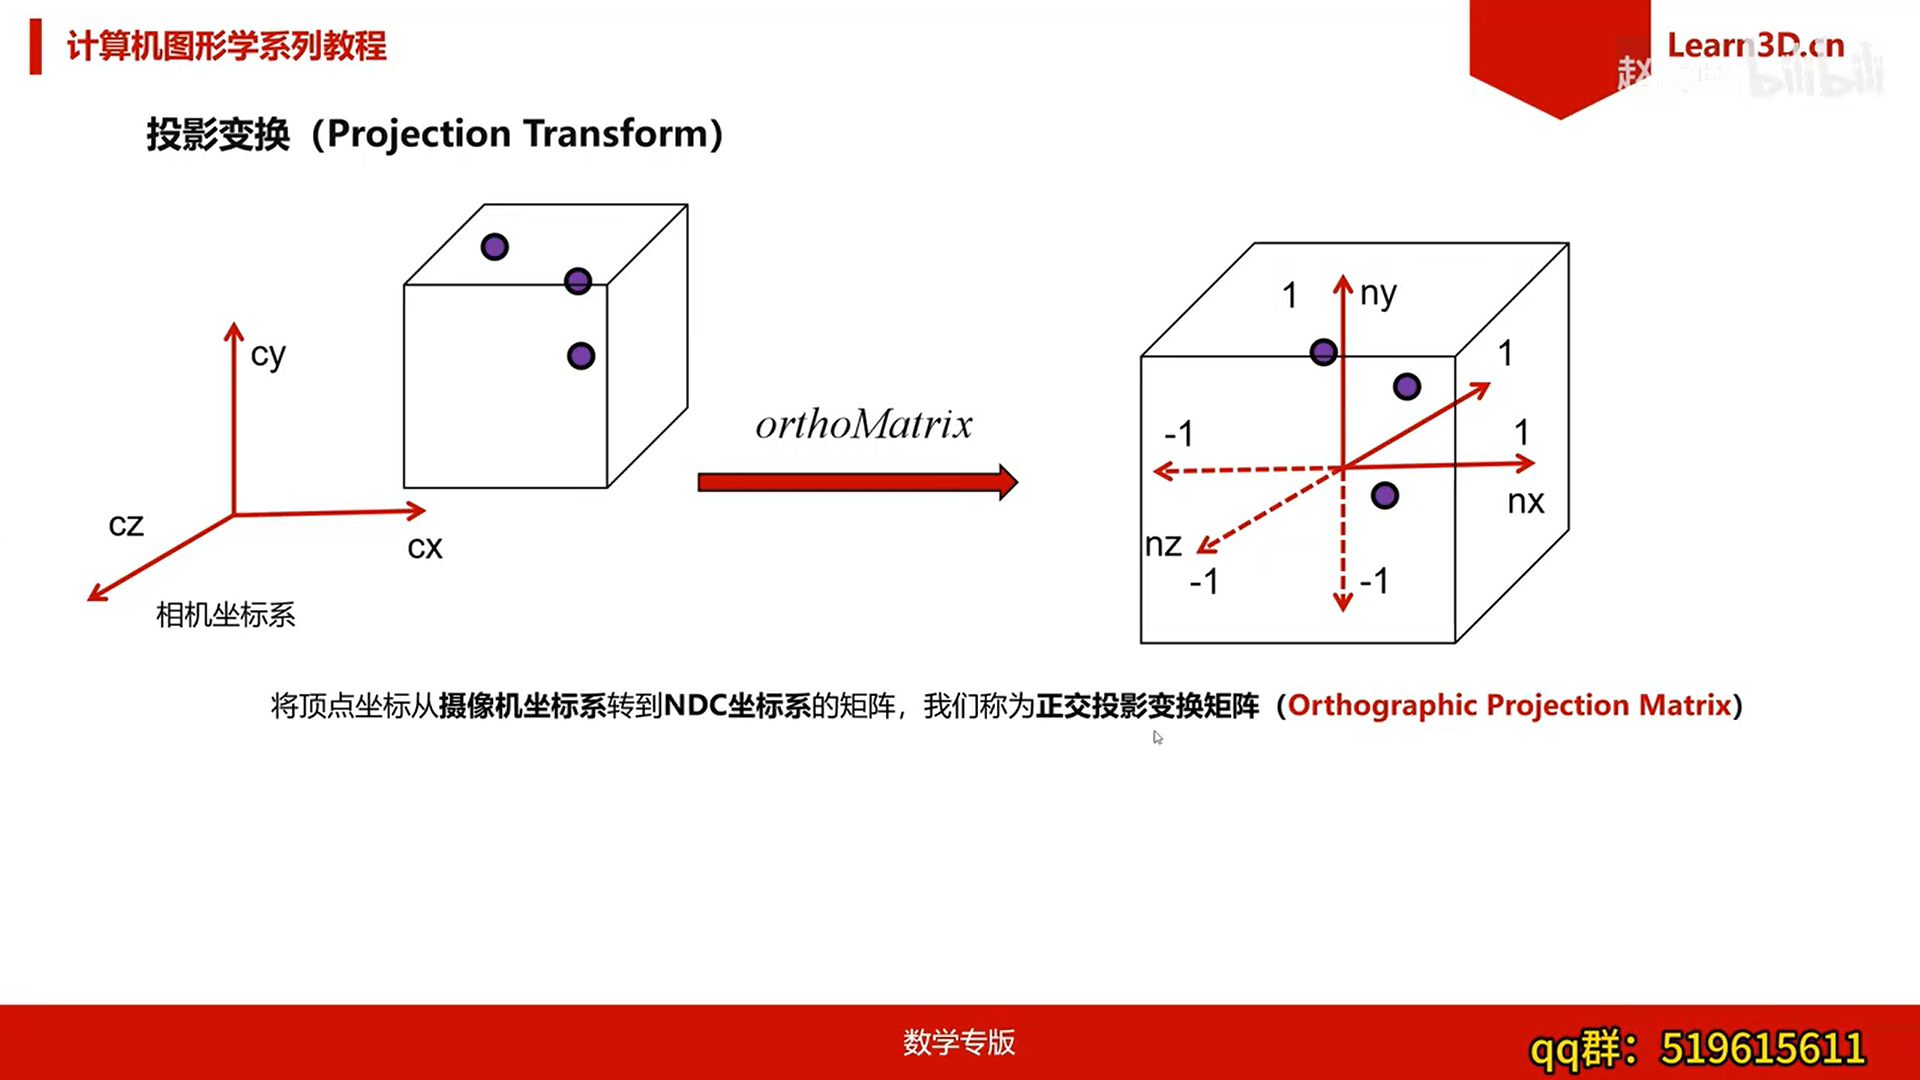 计算机图形学系列教程
Learn3D.cn
赵
bilibili
投影变换（Projection Transform）
cy
cz
cx
相机坐标系
orthoMatrix
1
ny
1
-1
1
nx
nz
-1
-1
将顶点坐标从摄像机坐标系转到NDC坐标系的矩阵，我们称为正交投影变换矩阵（Orthographic Projection Matrix）
数学专版
qq群：519615611